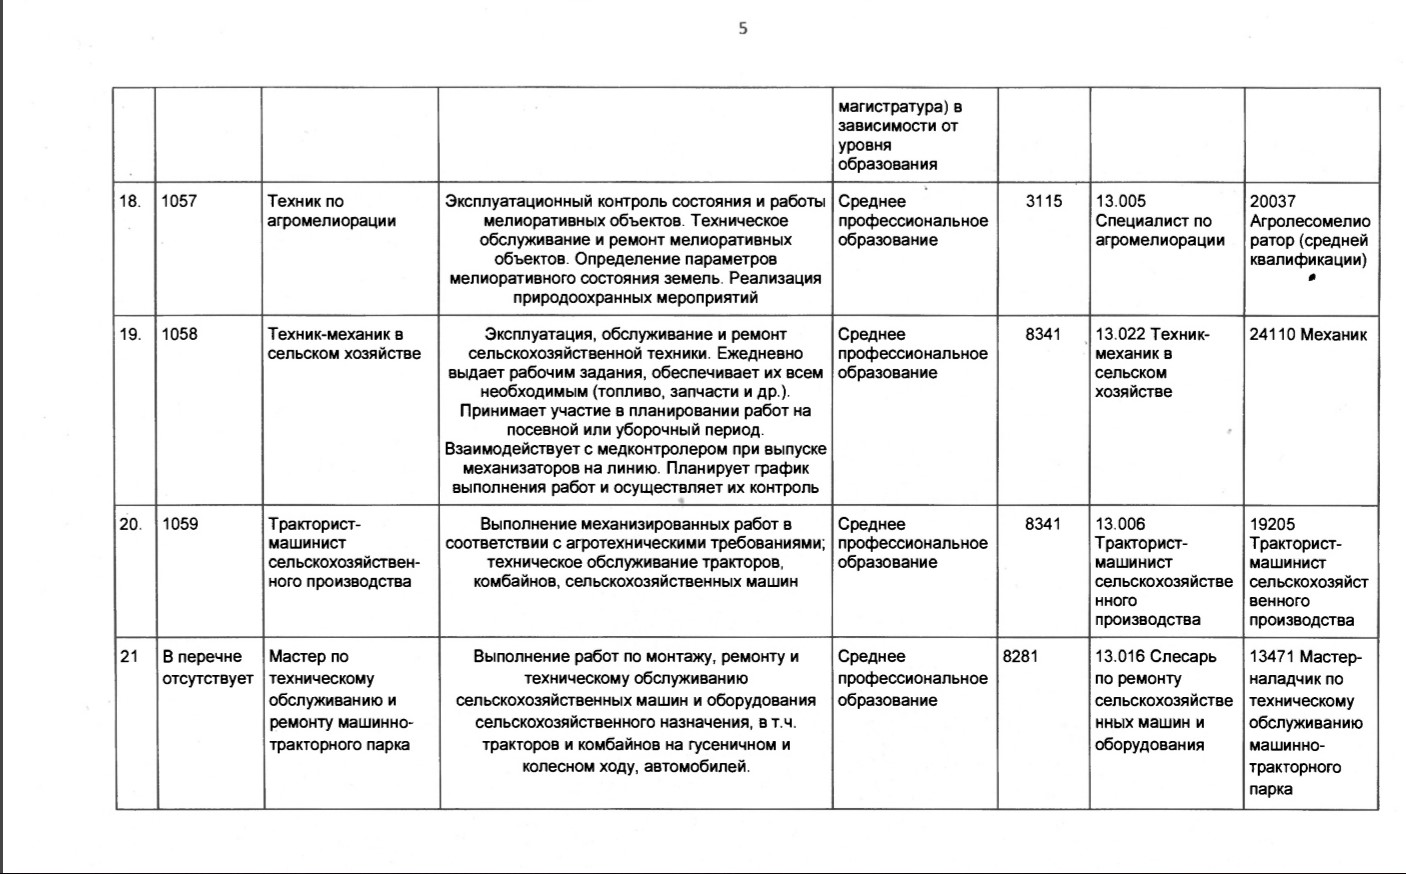 5
магистратура) в
зависимости от
уровня
образования
18.
1057
Техник по
агромелиорации
Эксплуатационный контроль состояния и работы
мелиоративных объектов. Техническое
обслуживание и ремонт мелиоративных
объектов. Определение параметров
мелиоративного состояния земель. Реализация
природоохранных мероприятий
Среднее
профессиональное
образование
3115
13.005
Специалист по
агромелиорации
20037
Агролесомелио
ратор (средней
квалификации)
19.
1058
Техник-механик в
сельском хозяйстве
Эксплуатация, обслуживание и ремонт
сельскохозяйственной техники. Ежедневно
выдает рабочим задания, обеспечивает их всем
необходимым (топливо, запчасти и др.).
Принимает участие в планировании работ на
посевной или уборочный период.
Взаимодействует с медконтролером при выпуске
механизаторов на линию. Планирует график
выполнения работ и осуществляет их контроль
Среднее
профессиональное
образование
8341
13.022 Техник-
механик в
сельском
хозяйстве
24110 Механик
20.
1059
Тракторист-
машинист
сельскохозяйствен-
ного производства
Выполнение механизированных работ в
соответствии с агротехническими требованиями;
техническое обслуживание тракторов,
комбайнов, сельскохозяйственных машин
Среднее
профессиональное
образование
8341
13.006
Тракторист-
машинист
сельскохозяйстве
нного
производства
19205
Тракторист-
машинист
сельскохозяйст
венного
производства
21
В перечне
отсутствует
Мастер по
техническому
обслуживанию и
ремонту машинно-
тракторного парка
Выполнение работ по монтажу, ремонту и
техническому обслуживанию
сельскохозяйственных машин и оборудования
сельскохозяйственного назначения, в т.ч.
тракторов и комбайнов на гусеничном и
колесном ходу, автомобилей.
Среднее
профессиональное
образование
8281
13.016 Слесарь
по ремонту
сельскохозяйстве
нных машин и
оборудования
13471 Мастер-
наладчик по
техническому
обслуживанию
машинно-
тракторного
парка